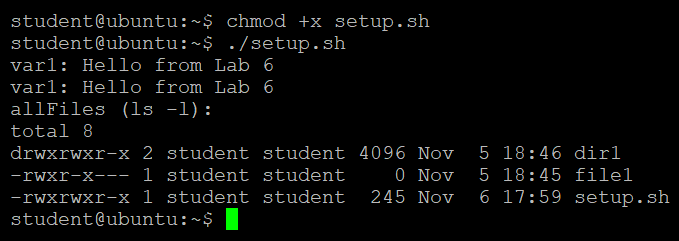 student@ubuntu:~$ chmod +x setup.sh
student@ubuntu:~$ ./setup.sh
var1: Hello from Lab 6
var1: Hello from Lab 6
allFiles (ls -l):
total 8
drwxrwxr-x 2 student student 4096 Nov  5 18:46 dir1
-rwxr-x--- 1 student student    0 Nov  5 18:45 file1
-rwxrwxr-x 1 student student  245 Nov  6 17:59 setup.sh
student@ubuntu:~$